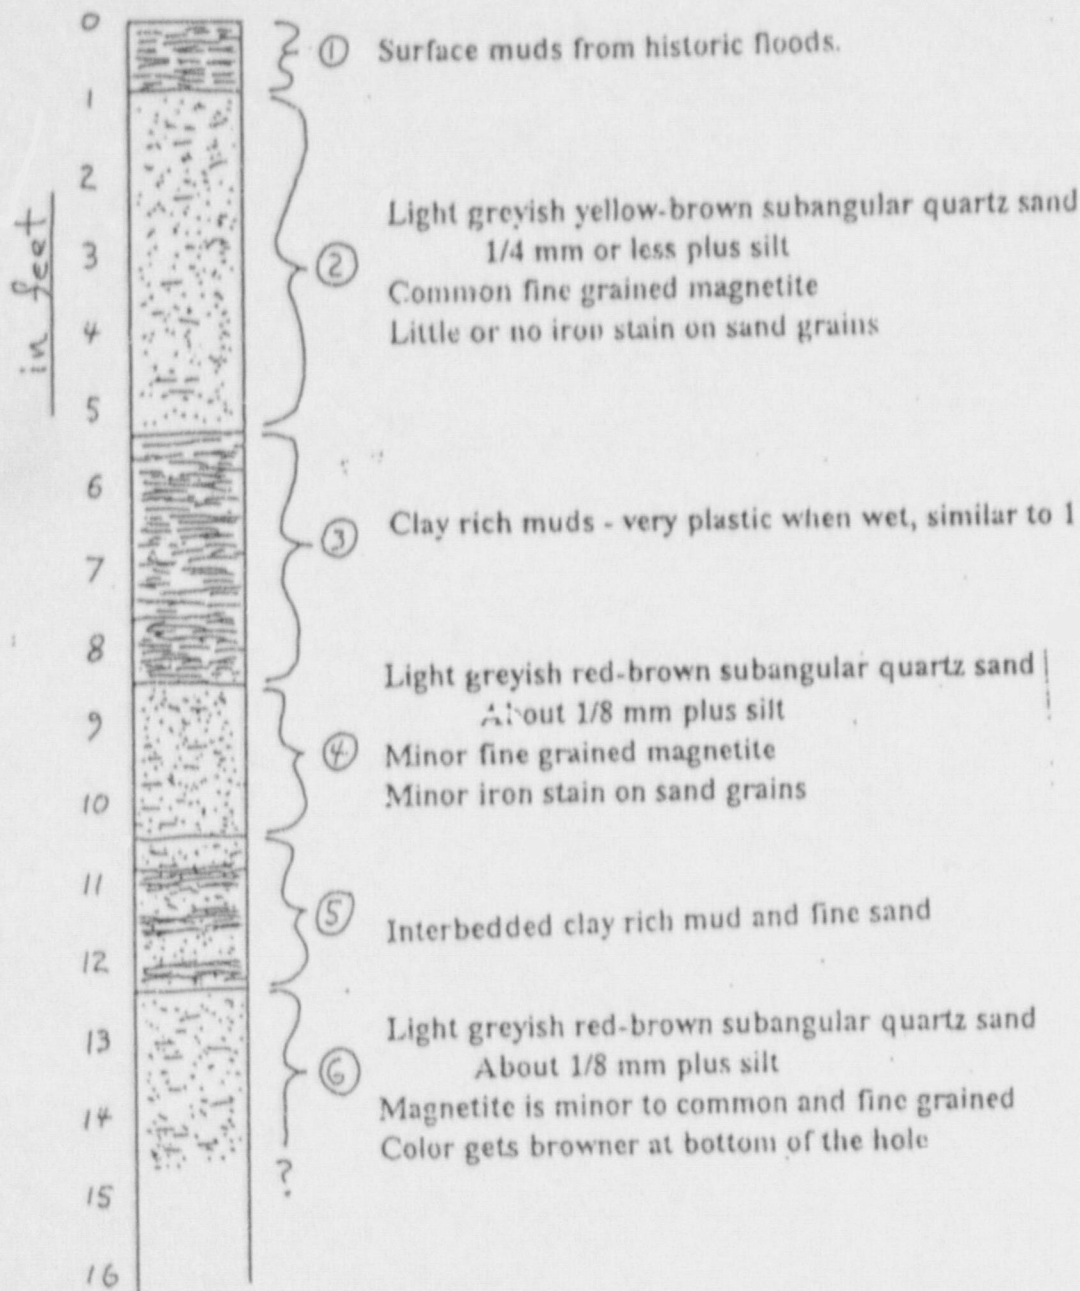 0
① Surface muds from historic floods.
1
2
in feet
Light greyish yellow-brown subangular quartz sand
1/4 mm or less plus silt
3
②
Common fine grained magnetite
4
Little or no iron stain on sand grains
5
6
③ Clay rich muds - very plastic when wet, similar to 1
7
8
Light greyish red-brown subangular quartz sand
About 1/8 mm plus silt
9
④ Minor fine grained magnetite
Minor iron stain on sand grains
10
11
⑤ Interbedded clay rich mud and fine sand
12
Light greyish red-brown subangular quartz sand
13
About 1/8 mm plus silt
⑥
Magnetite is minor to common and fine grained
14
Color gets browner at bottom of the hole
?
15
16